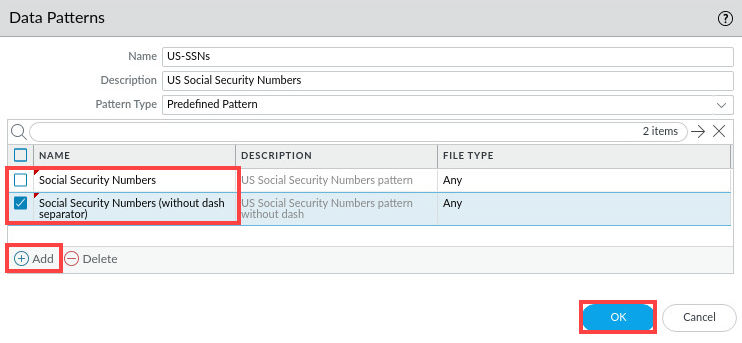 Data Patterns
?
Name US-SSNs
Description US Social Security Numbers
Pattern Type Predefined Pattern
2 items
NAME DESCRIPTION FILE TYPE
Social Security Numbers US Social Security Numbers pattern Any
Social Security Numbers (without dash US Social Security Numbers pattern Any
separator) without dash
Add Delete
OK Cancel